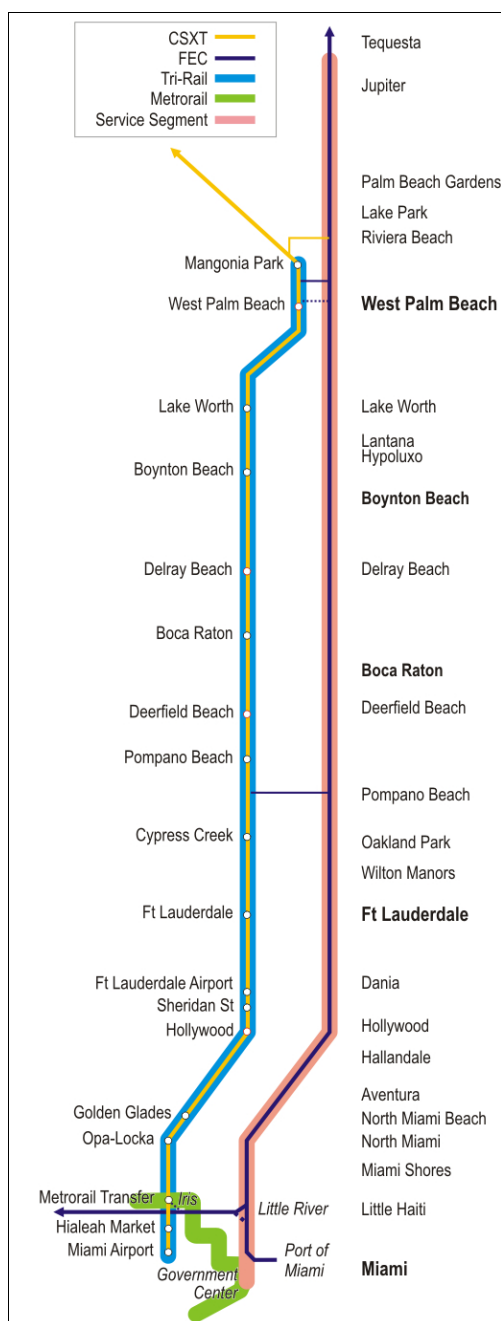 CSXT
FEC
Tri-Rail
Metrorail
Service Segment
Tequesta
Jupiter
Palm Beach Gardens
Lake Park
Riviera Beach
Mangonia Park
West Palm Beach
West Palm Beach
Lake Worth
Lake Worth
Lantana
Hypoluxo
Boynton Beach
Boynton Beach
Delray Beach
Delray Beach
Boca Raton
Boca Raton
Deerfield Beach
Deerfield Beach
Pompano Beach
Pompano Beach
Cypress Creek
Oakland Park
Wilton Manors
Ft Lauderdale
Ft Lauderdale
Ft Lauderdale Airport
Dania
Sheridan St
Hollywood
Hollywood
Hallandale
Aventura
Golden Glades
North Miami Beach
Opa-Locka
North Miami
Miami Shores
Metrorail Transfer
Iris
Little River
Little Haiti
Hialeah Market
Miami Airport
Port of
Miami
Government
Center
Miami